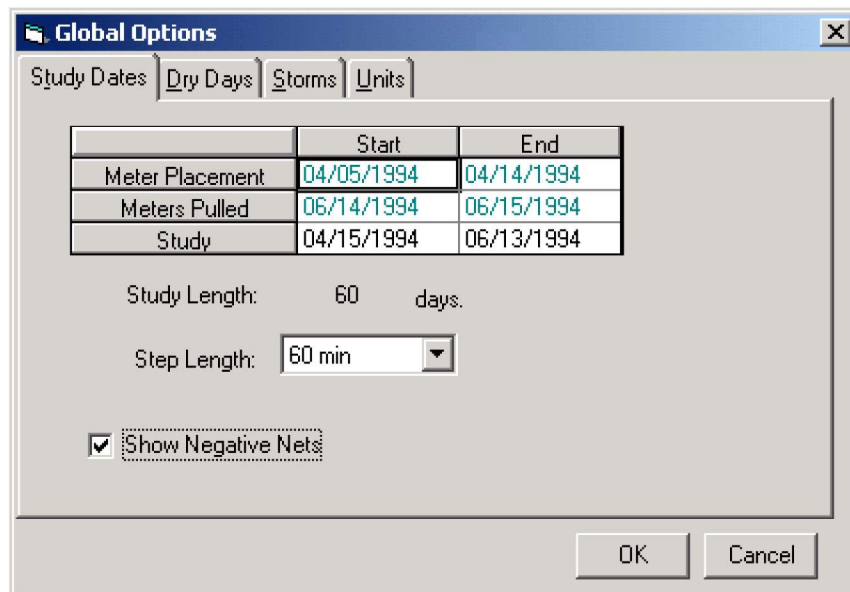 Global Options
Study Dates Dry Days Storms Units
Start End
Meter Placement 04/05/1994 04/14/1994
Meters Pulled 06/14/1994 06/15/1994
Study 04/15/1994 06/13/1994
Study Length: 60 days.
Step Length: 60 min
Show Negative Nets
OK Cancel